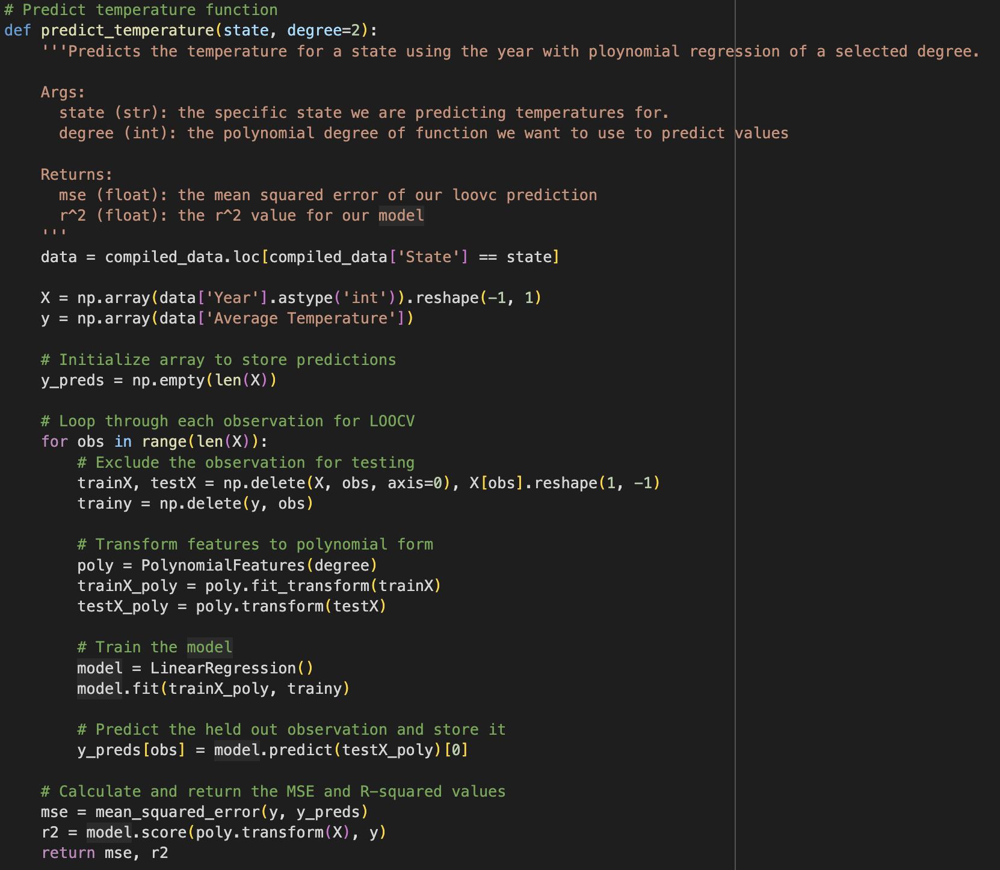 # Predict temperature function
def predict_temperature(state, degree=2):
    '''Predicts the temperature for a state using the year with ploynomial regression of a selected degree.

    Args:
      state (str): the specific state we are predicting temperatures for.
      degree (int): the polynomial degree of function we want to use to predict values

    Returns:
      mse (float): the mean squared error of our loovc prediction
      r^2 (float): the r^2 value for our model
    '''
    data = compiled_data.loc[compiled_data['State'] == state]

    X = np.array(data['Year'].astype('int')).reshape(-1, 1)
    y = np.array(data['Average Temperature'])

    # Initialize array to store predictions
    y_preds = np.empty(len(X))

    # Loop through each observation for LOOCV
    for obs in range(len(X)):
        # Exclude the observation for testing
        trainX, testX = np.delete(X, obs, axis=0), X[obs].reshape(1, -1)
        trainy = np.delete(y, obs)

        # Transform features to polynomial form
        poly = PolynomialFeatures(degree)
        trainX_poly = poly.fit_transform(trainX)
        testX_poly = poly.transform(testX)

        # Train the model
        model = LinearRegression()
        model.fit(trainX_poly, trainy)

        # Predict the held out observation and store it
        y_preds[obs] = model.predict(testX_poly)[0]

    # Calculate and return the MSE and R-squared values
    mse = mean_squared_error(y, y_preds)
    r2 = model.score(poly.transform(X), y)
    return mse, r2